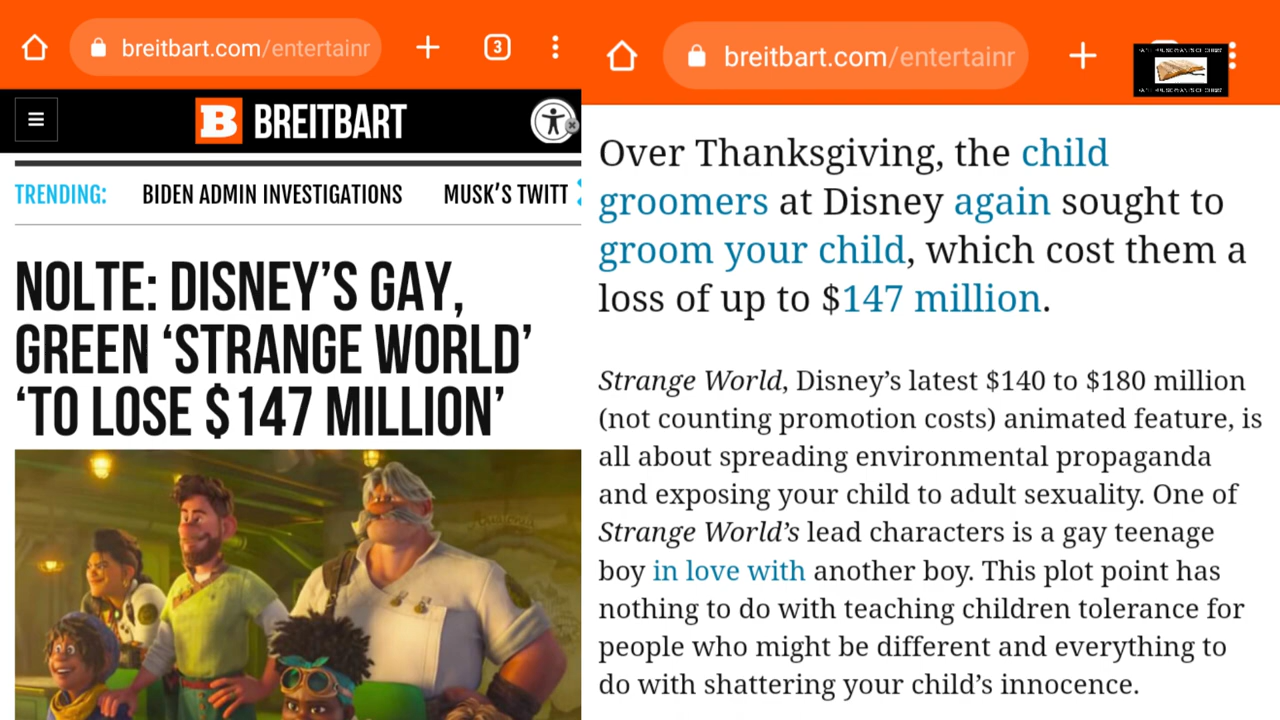 breitbart.com/entertainr
3
B BREITBART
TRENDING: BIDEN ADMIN INVESTIGATIONS MUSK'S TWITT
NOLTE: DISNEY'S GAY,
GREEN ‘STRANGE WORLD’
‘TO LOSE $147 MILLION’
breitbart.com/entertainr
Over Thanksgiving, the child
groomers at Disney again sought to
groom your child, which cost them a
loss of up to $147 million.
Strange World, Disney’s latest $140 to $180 million
(not counting promotion costs) animated feature, is
all about spreading environmental propaganda
and exposing your child to adult sexuality. One of
Strange World’s lead characters is a gay teenage
boy in love with another boy. This plot point has
nothing to do with teaching children tolerance for
people who might be different and everything to
do with shattering your child’s innocence.